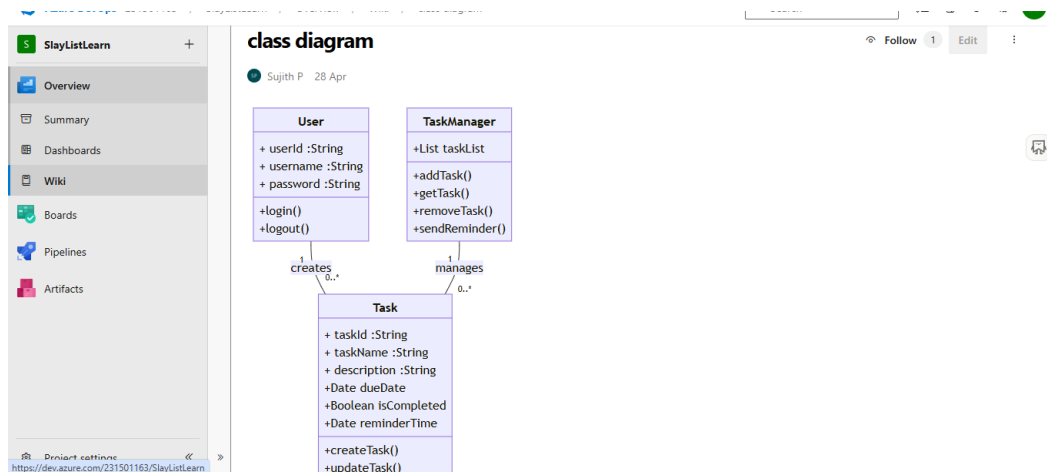 S SlayListLearn +
Overview
Summary
Dashboards
Wiki
Boards
Pipelines
Artifacts
Project settings
https://dev.azure.com/231501163/SlayListLearn
class diagram
Follow 1 Edit
Sujith P 28 Apr
User
+ userId :String
+ username :String
+ password :String
+login()
+logout()
TaskManager
+List taskList
+addTask()
+getTask()
+removeTask()
+sendReminder()
1
creates
0..*
1
manages
0..*
Task
+ taskId :String
+ taskName :String
+ description :String
+Date dueDate
+Boolean isCompleted
+Date reminderTime
+createTask()
+updateTask()